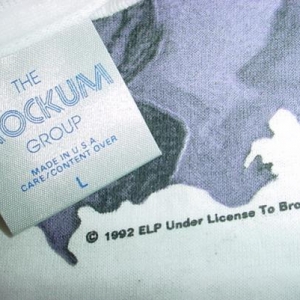 THE
ROCKUM
GROUP
MADE IN U.S.A
CARE/CONTENT OVER
L
© 1992 ELP Under License To Bro